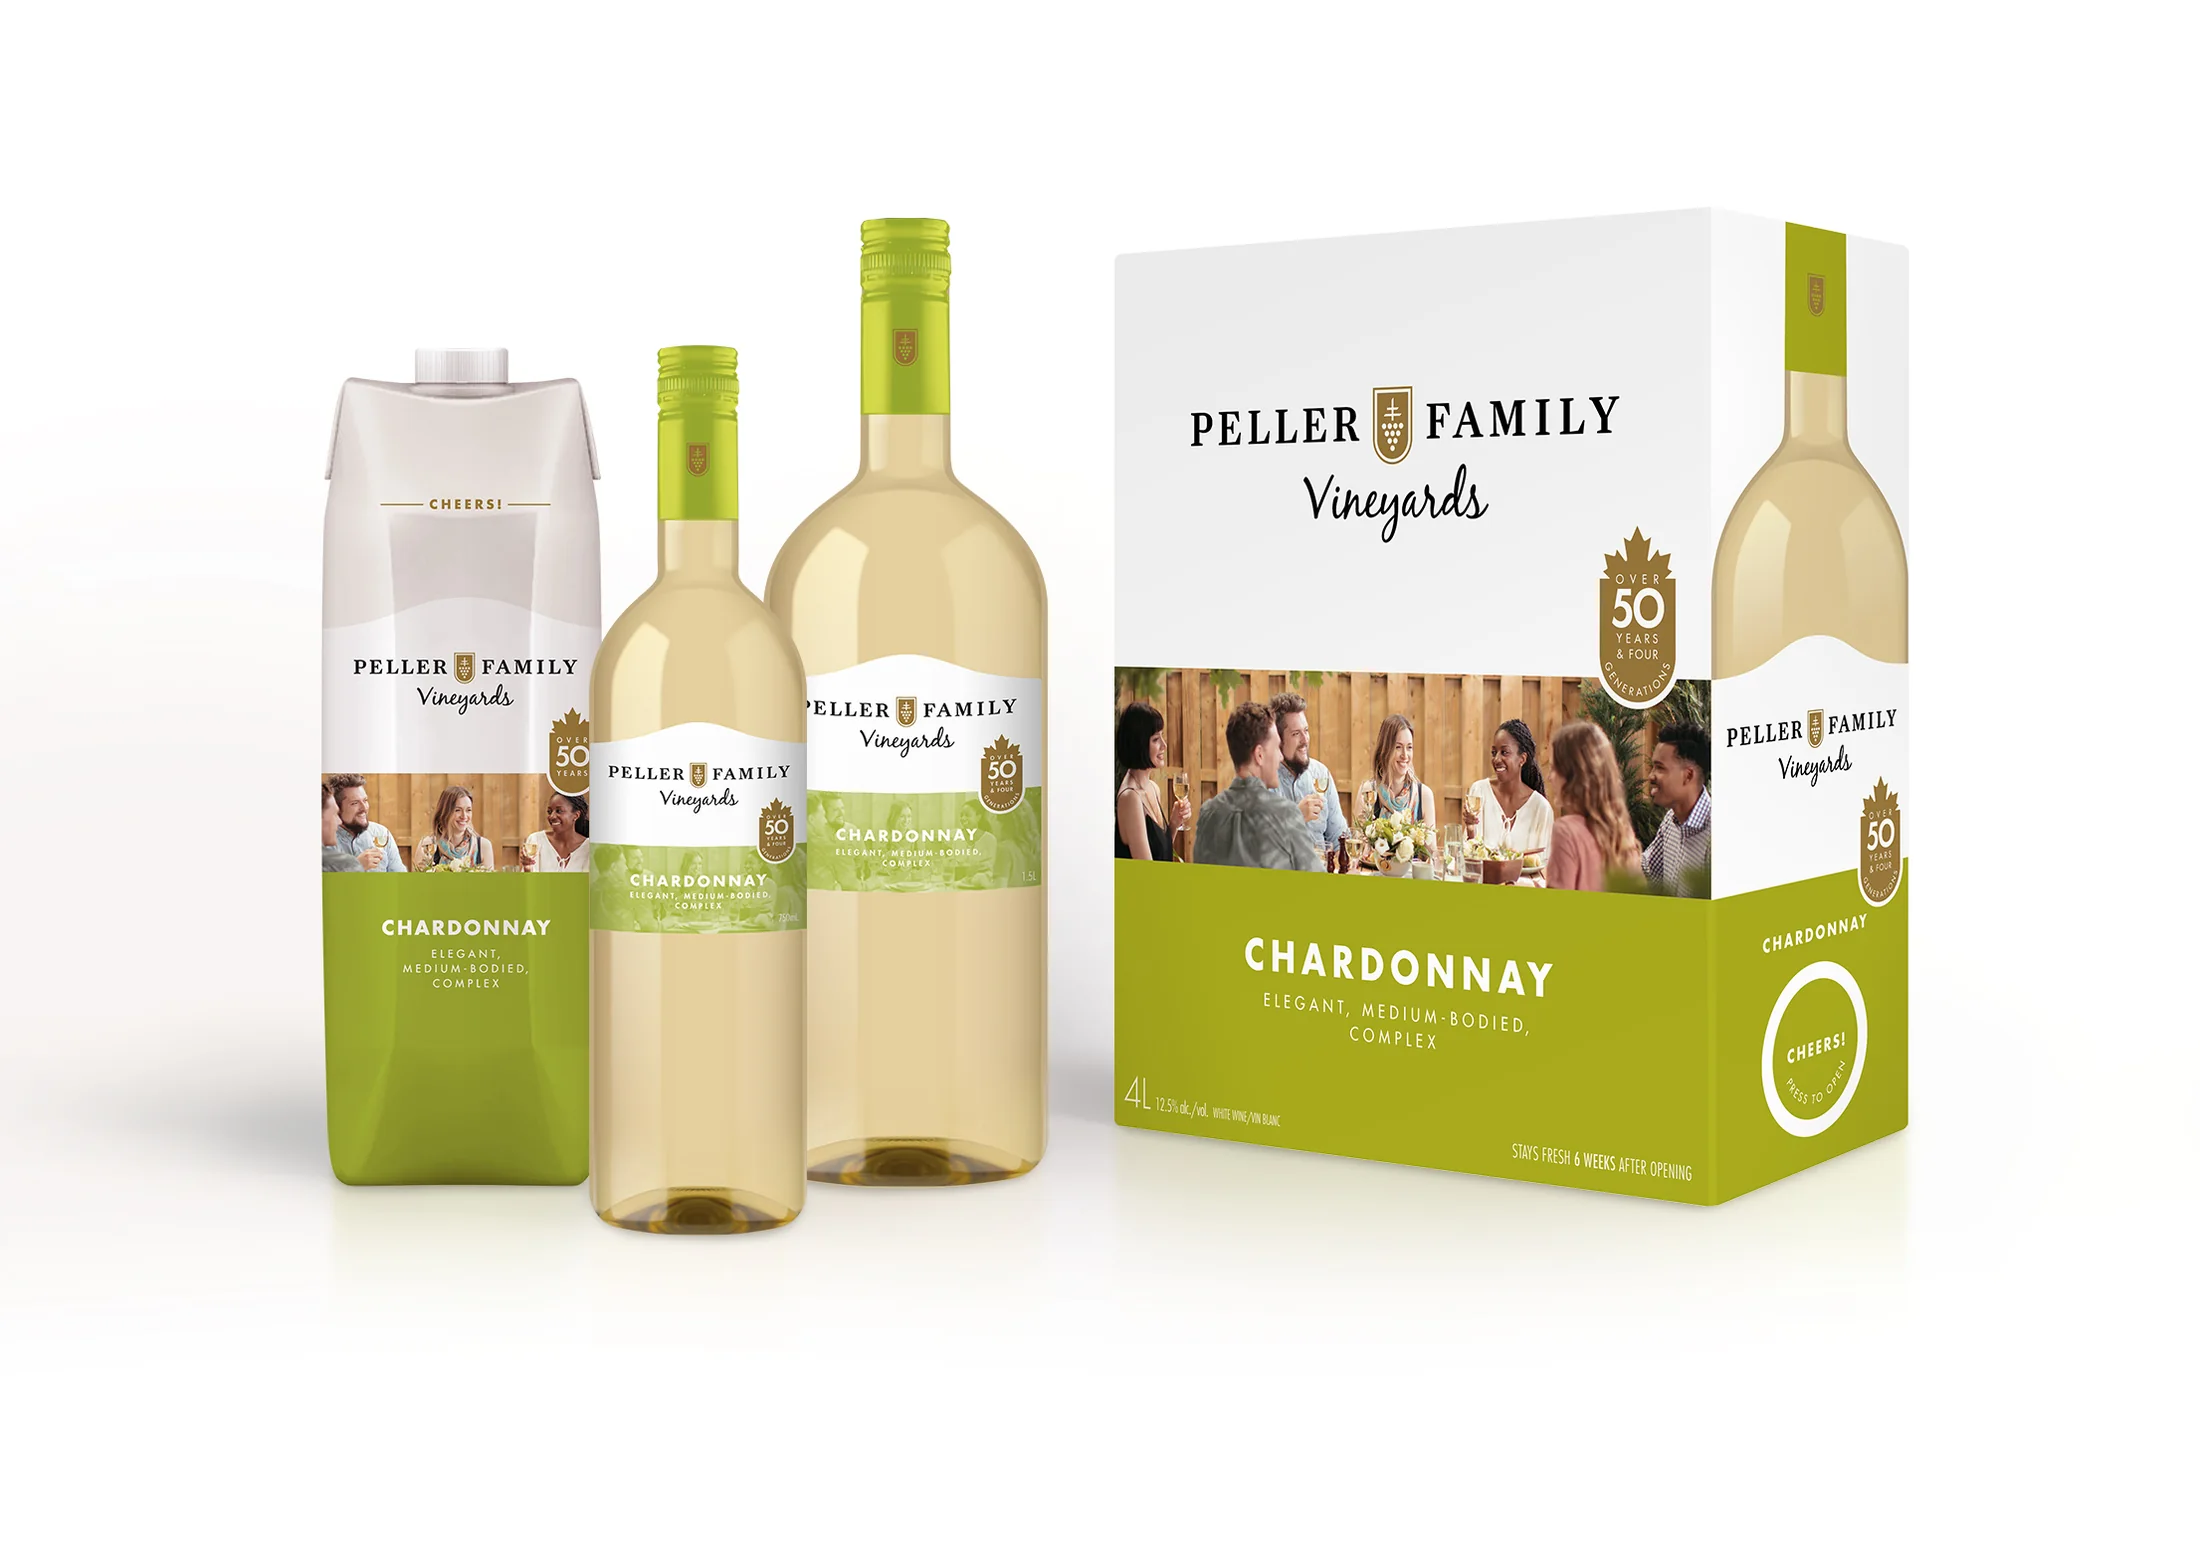 CHEERS!
PELLER FAMILY
Vineyards
OVER
50
YEARS
CHARDONNAY
ELEGANT,
MEDIUM-BODIED,
COMPLEX
PELLER FAMILY
Vineyards
OVER
50
YEARS
& FOUR
GENERATIONS
CHARDONNAY
ELEGANT, MEDIUM-BODIED,
COMPLEX
750mL
PELLER FAMILY
Vineyards
OVER
50
YEARS
& FOUR
GENERATIONS
CHARDONNAY
ELEGANT, MEDIUM-BODIED,
COMPLEX
1.5L
PELLER FAMILY
Vineyards
OVER
50
YEARS
& FOUR
GENERATIONS
CHARDONNAY
ELEGANT, MEDIUM-BODIED,
COMPLEX
4L 12.5% alc./vol. WHITE WINE/VIN BLANC
STAYS FRESH 6 WEEKS AFTER OPENING
PELLER FAMILY
Vineyards
OVER
50
YEARS
& FOUR
GENERATIONS
CHARDONNAY
CHEERS!
PRESS TO OPEN